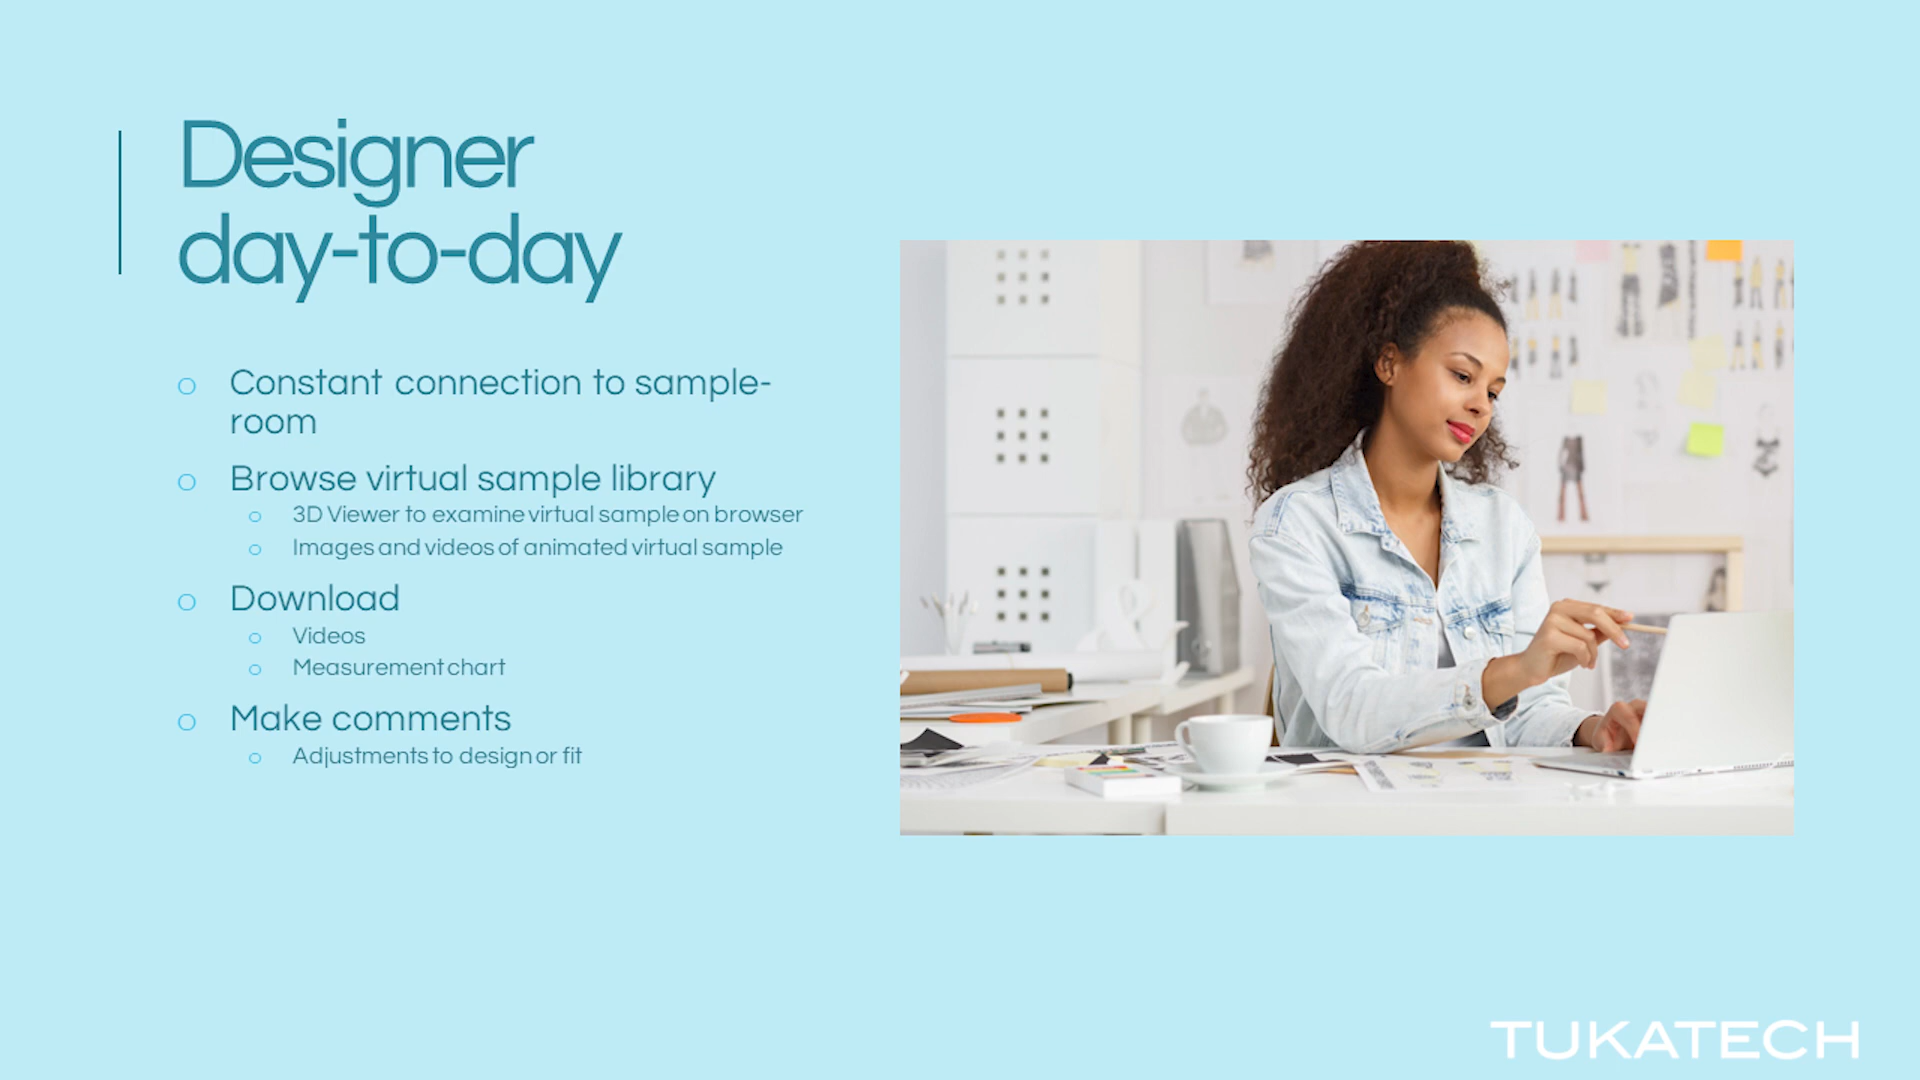 Designer
day-to-day
Constant connection to sample-
room
Browse virtual sample library
3D Viewer to examine virtual sample on browser
Images and videos of animated virtual sample
Download
Videos
Measurement chart
Make comments
Adjustments to design or fit
TUKATECH